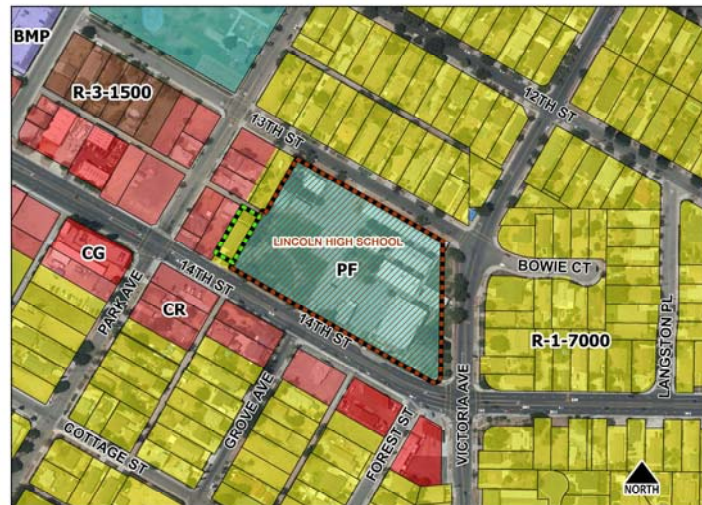 BMP
R-3-1500
12TH ST
13TH ST
LINCOLN HIGH SCHOOL
PF
BOWIE CT
CG
PARK AVE
14TH ST
CR
14TH ST
R-1-7000
LANGSTON PL
GROVE AVE
VICTORIA AVE
FOREST ST
COTTAGE ST
NORTH